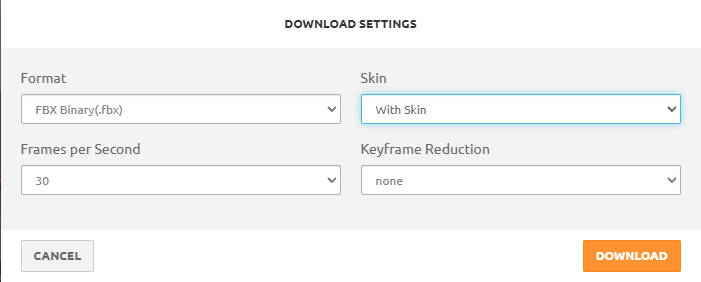 DOWNLOAD SETTINGS
Format
Skin
FBX Binary(.fbx)
With Skin
Frames per Second
Keyframe Reduction
30
none
CANCEL
DOWNLOAD